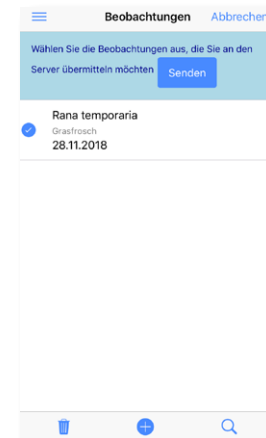 Beobachtungen Abbrechen
Wählen Sie die Beobachtungen aus, die Sie an den
Server übermitteln möchten Senden
Rana temporaria
Grasfrosch
28.11.2018